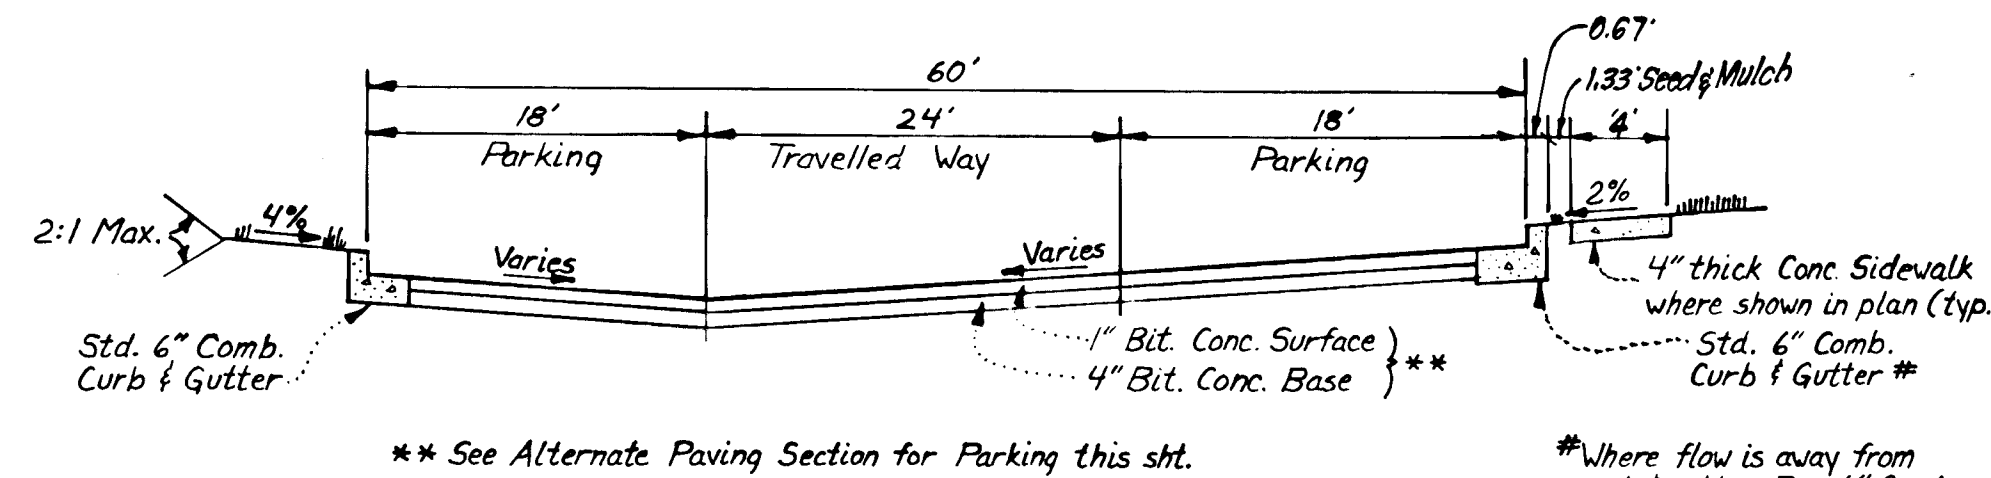 0.67'
60'
1.33' Seed & Mulch
18'
24'
18'
4'
Parking
Travelled Way
Parking
2%
4%
2:1 Max.
Varies
Varies
4" thick Conc. Sidewalk
where shown in plan (typ.
Std. 6" Comb.
Curb & Gutter
1" Bit. Conc. Surface
4" Bit. Conc. Base
**
Std. 6" Comb.
Curb & Gutter #
** See Alternate Paving Section for Parking this sht.
#Where flow is away from